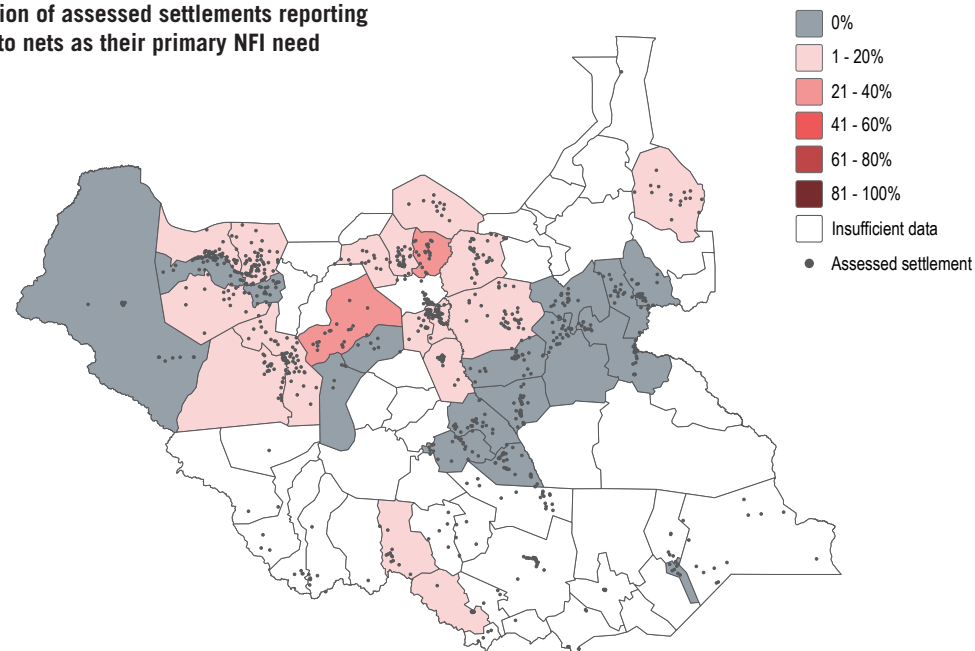 ion of assessed settlements reporting
to nets as their primary NFI need
0%
1 - 20%
21 - 40%
41 - 60%
61 - 80%
81 - 100%
Insufficient data
Assessed settlement